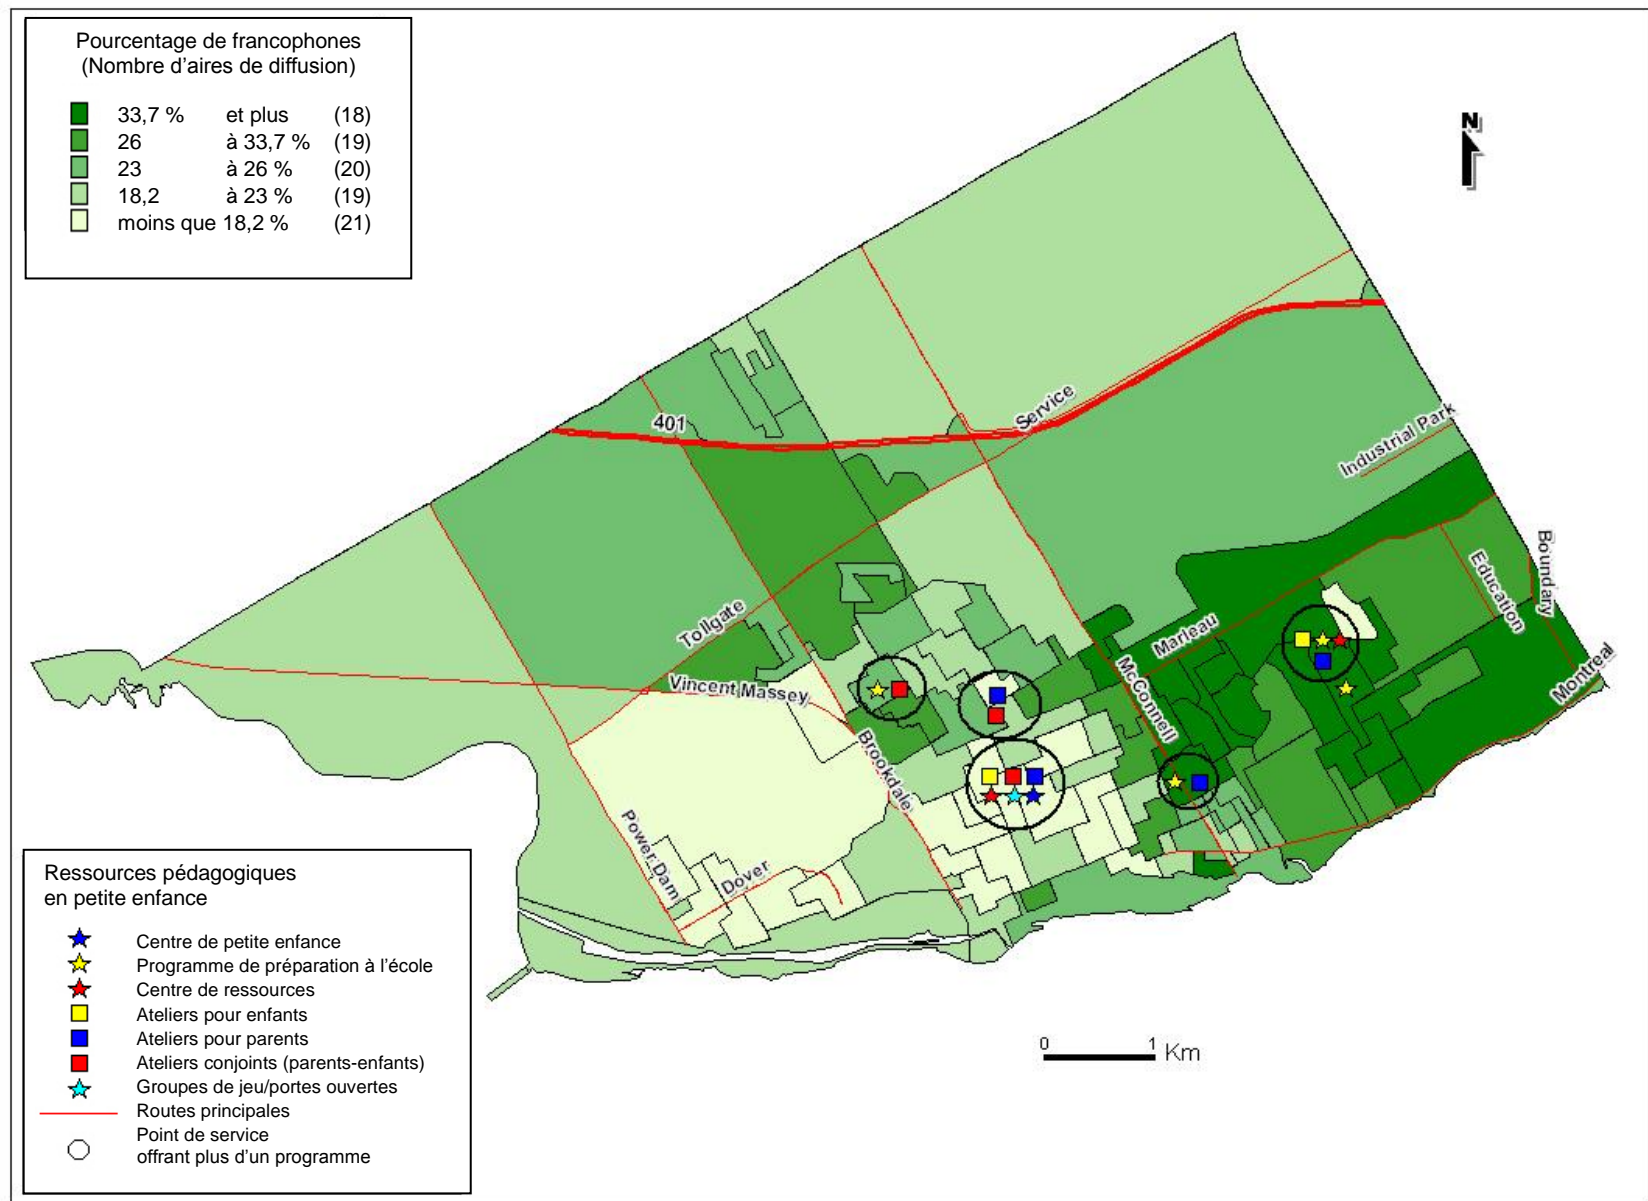 Pourcentage de francophones
(Nombre d'aires de diffusion)
33,7 % et plus (18)
26 à 33,7 % (19)
23 à 26 % (20)
18,2 à 23 % (19)
moins que 18,2 % (21)
N
401
Service
Industrial Park
Boundary
Education
Marleau
Tollgate
McConnell
Montreal
Vincent Massey
Brookdale
Power Dam
Dover
Ressources pédagogiques
en petite enfance
Centre de petite enfance
Programme de préparation à l'école
Centre de ressources
Ateliers pour enfants
Ateliers pour parents
Ateliers conjoints (parents-enfants)
Groupes de jeu/portes ouvertes
Routes principales
Point de service
offrant plus d'un programme
0 1 Km